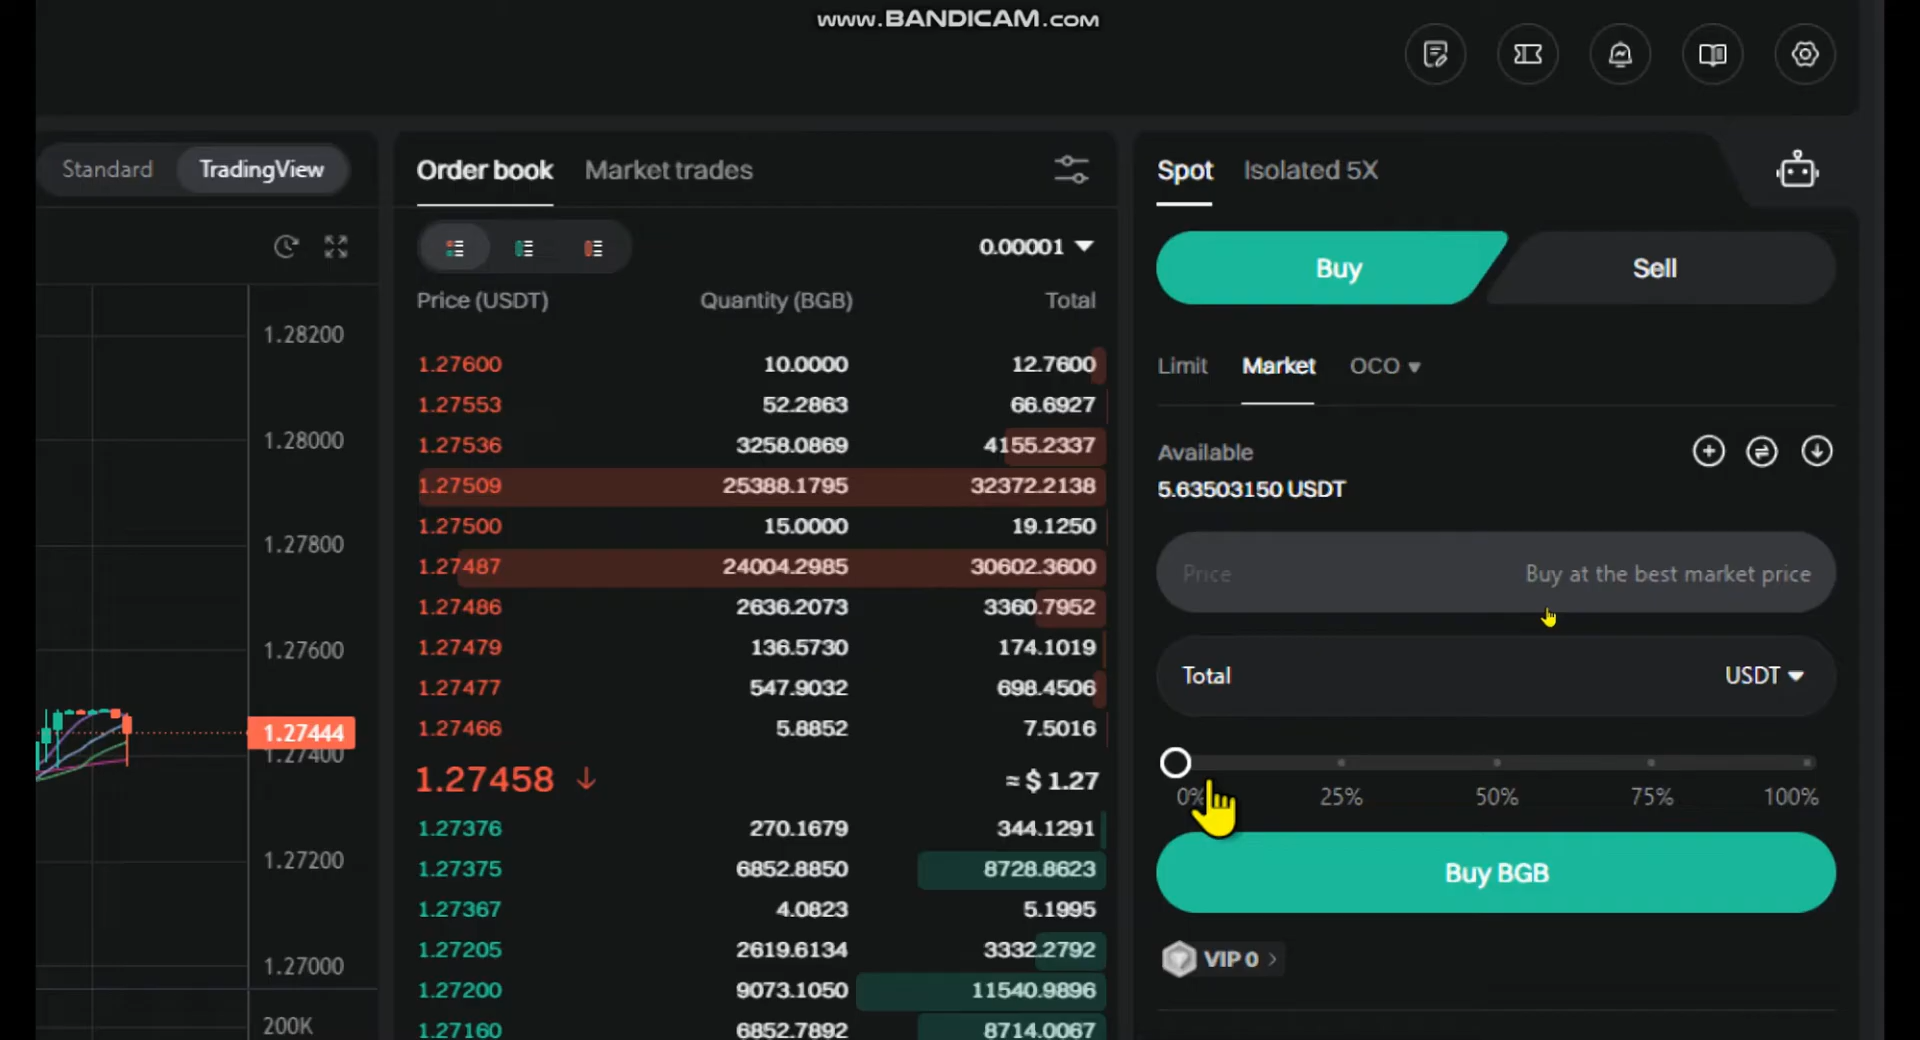 www.BANDICAM.com
Standard
TradingView
Order book
Market trades
Spot
Isolated 5X
0.00001
Buy
Sell
Price (USDT)
Quantity (BGB)
Total
1.28200
1.28000
1.27800
1.27600
1.27444
1.27400
1.27200
1.27000
200K
1.27600 10.0000 12.7600
1.27553 52.2863 66.6927
1.27536 3258.0869 4155.2337
1.27509 25388.1795 32372.2138
1.27500 15.0000 19.1250
1.27487 24004.2985 30602.3600
1.27486 2636.2073 3360.7952
1.27479 136.5730 174.1019
1.27477 547.9032 698.4506
1.27466 5.8852 7.5016
1.27458 ≈ $ 1.27
1.27376 270.1679 344.1291
1.27375 6852.8850 8728.8623
1.27367 4.0823 5.1995
1.27205 2619.6134 3332.2792
1.27200 9073.1050 11540.9896
1.27160 6852.7892 8714.0067
Limit
Market
OCO
Available
5.63503150 USDT
Price
Buy at the best market price
Total
USDT
0% 25% 50% 75% 100%
Buy BGB
VIP 0